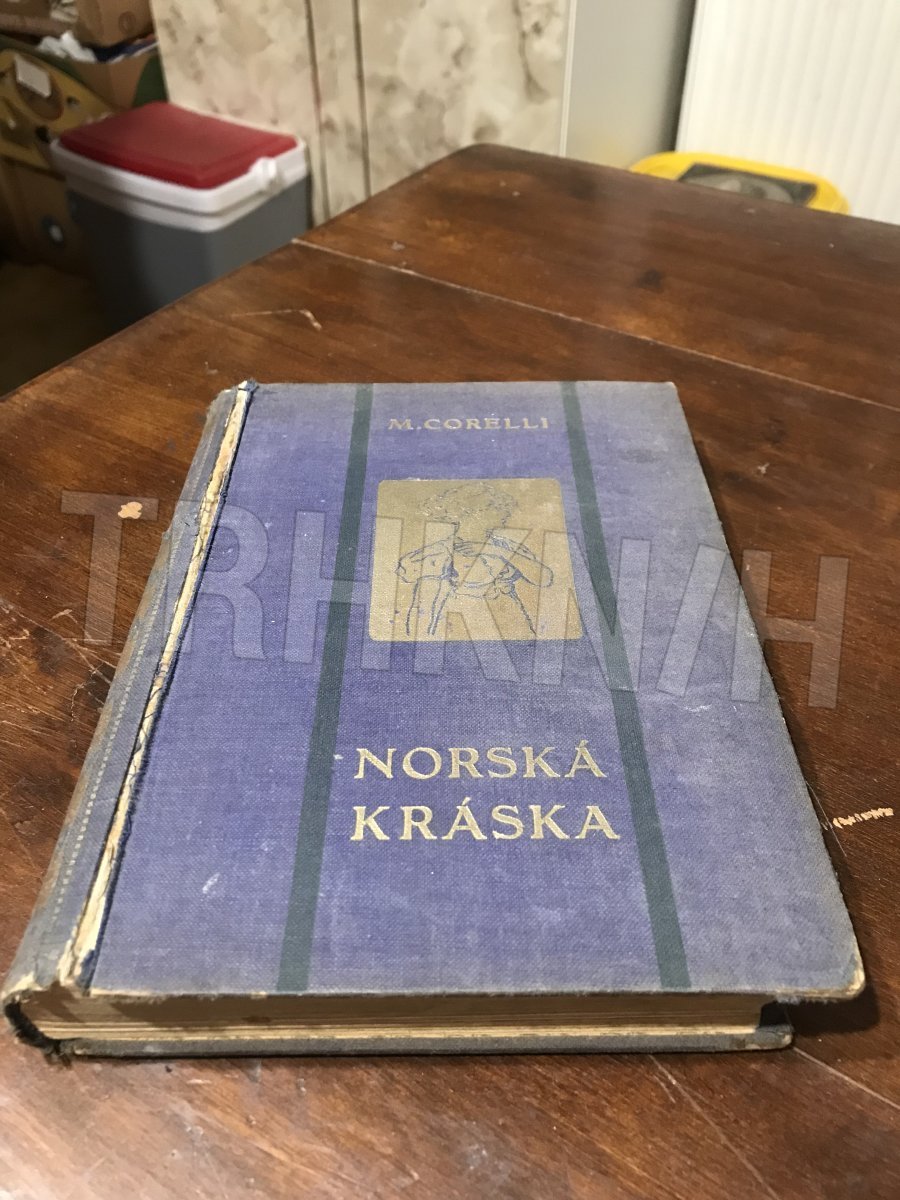 M. CORELLI
TRHKNIH
NORSKÁ
KRÁSKA